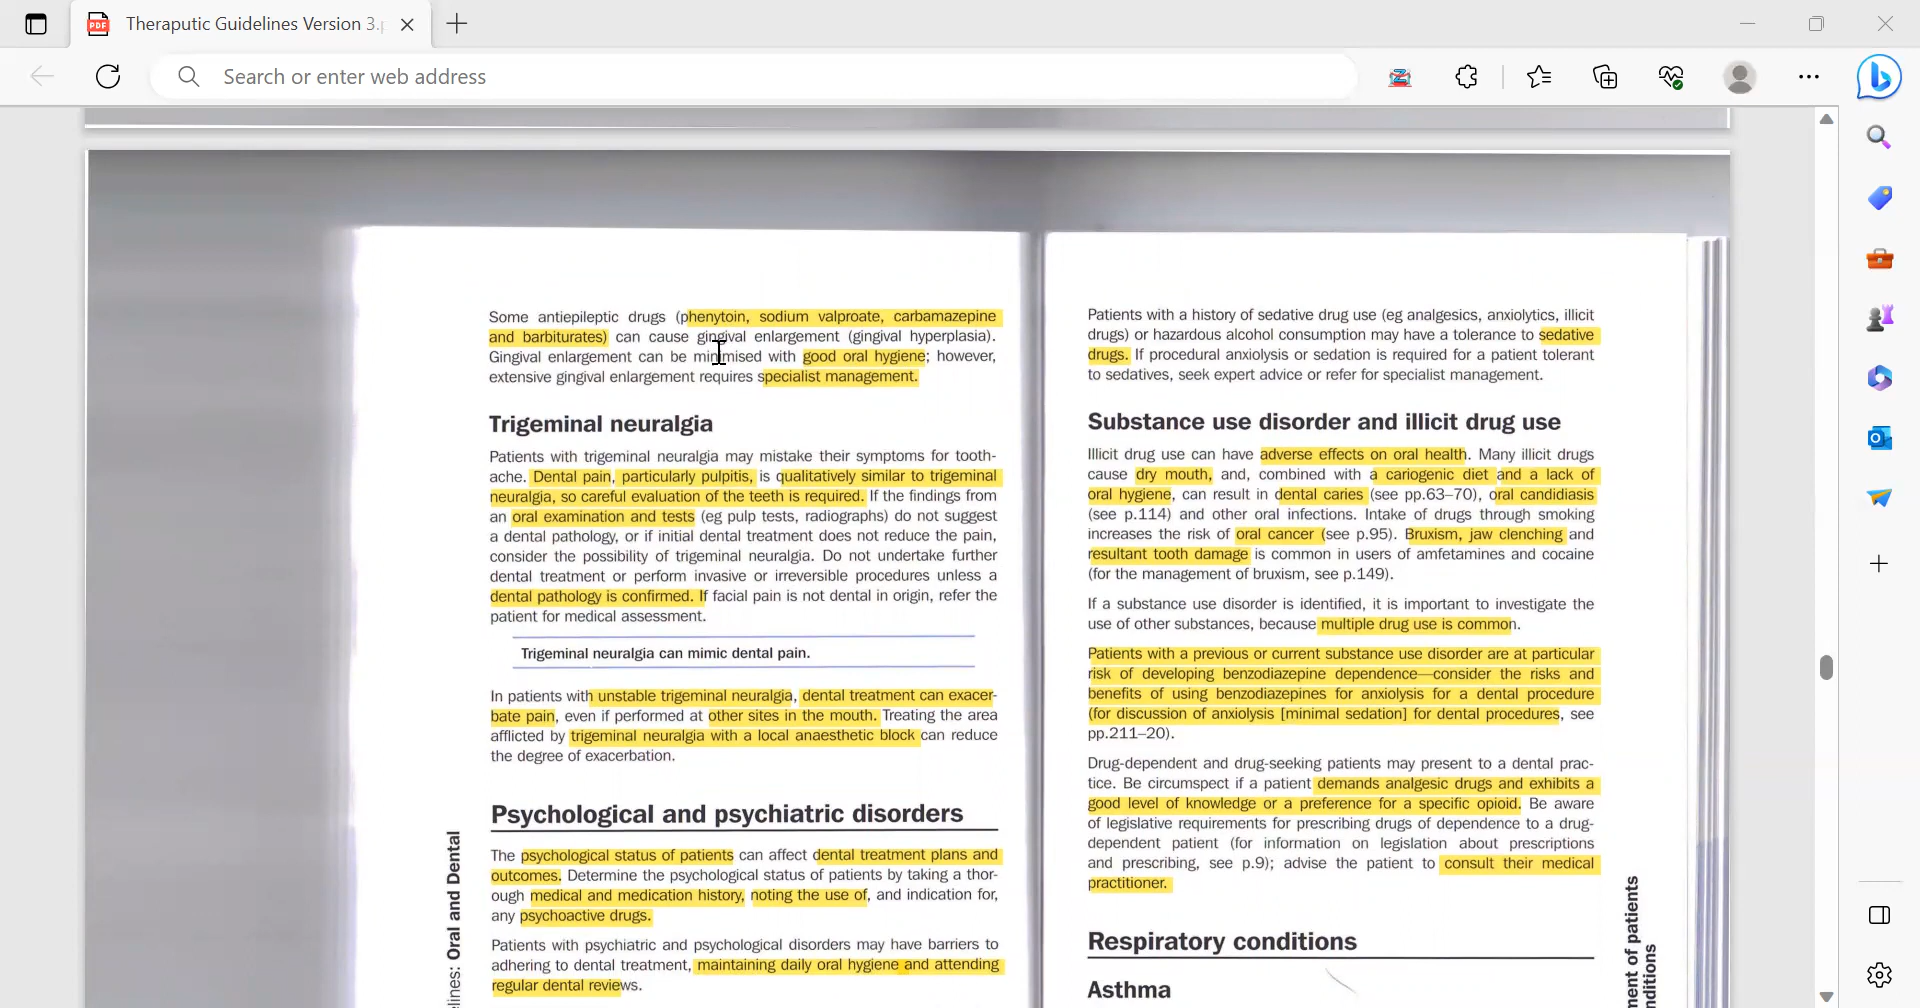 Theraputic Guidelines Version 3.
Search or enter web address
Some antiepileptic drugs (phenytoin, sodium valproate, carbamazepine
and barbiturates) can cause gingival enlargement (gingival hyperplasia).
Gingival enlargement can be minimised with good oral hygiene; however,
extensive gingival enlargement requires specialist management.
Trigeminal neuralgia
Patients with trigeminal neuralgia may mistake their symptoms for tooth-
ache. Dental pain, particularly pulpitis, is qualitatively similar to trigeminal
neuralgia, so careful evaluation of the teeth is required. If the findings from
an oral examination and tests (eg pulp tests, radiographs) do not suggest
a dental pathology, or if initial dental treatment does not reduce the pain,
consider the possibility of trigeminal neuralgia. Do not undertake further
dental treatment or perform invasive or irreversible procedures unless a
dental pathology is confirmed. If facial pain is not dental in origin, refer the
patient for medical assessment.
Trigeminal neuralgia can mimic dental pain.
In patients with unstable trigeminal neuralgia, dental treatment can exacer-
bate pain, even if performed at other sites in the mouth. Treating the area
afflicted by trigeminal neuralgia with a local anaesthetic block can reduce
the degree of exacerbation.
Psychological and psychiatric disorders
The psychological status of patients can affect dental treatment plans and
outcomes. Determine the psychological status of patients by taking a thor-
ough medical and medication history, noting the use of, and indication for,
any psychoactive drugs.
Patients with psychiatric and psychological disorders may have barriers to
adhering to dental treatment, maintaining daily oral hygiene and attending
regular dental reviews.
lines: Oral and Dental
Patients with a history of sedative drug use (eg analgesics, anxiolytics, illicit
drugs) or hazardous alcohol consumption may have a tolerance to sedative
drugs. If procedural anxiolysis or sedation is required for a patient tolerant
to sedatives, seek expert advice or refer for specialist management.
Substance use disorder and illicit drug use
Illicit drug use can have adverse effects on oral health. Many illicit drugs
cause dry mouth, and, combined with a cariogenic diet and a lack of
oral hygiene, can result in dental caries (see pp.63–70), oral candidiasis
(see p.114) and other oral infections. Intake of drugs through smoking
increases the risk of oral cancer (see p.95). Bruxism, jaw clenching and
resultant tooth damage is common in users of amfetamines and cocaine
(for the management of bruxism, see p.149).
If a substance use disorder is identified, it is important to investigate the
use of other substances, because multiple drug use is common.
Patients with a previous or current substance use disorder are at particular
risk of developing benzodiazepine dependence—consider the risks and
benefits of using benzodiazepines for anxiolysis for a dental procedure
(for discussion of anxiolysis [minimal sedation] for dental procedures, see
pp.211–20).
Drug-dependent and drug-seeking patients may present to a dental prac-
tice. Be circumspect if a patient demands analgesic drugs and exhibits a
good level of knowledge or a preference for a specific opioid. Be aware
of legislative requirements for prescribing drugs of dependence to a drug-
dependent patient (for information on legislation about prescriptions
and prescribing, see p.9); advise the patient to consult their medical
practitioner.
Respiratory conditions
Asthma
ment of patients
nditions